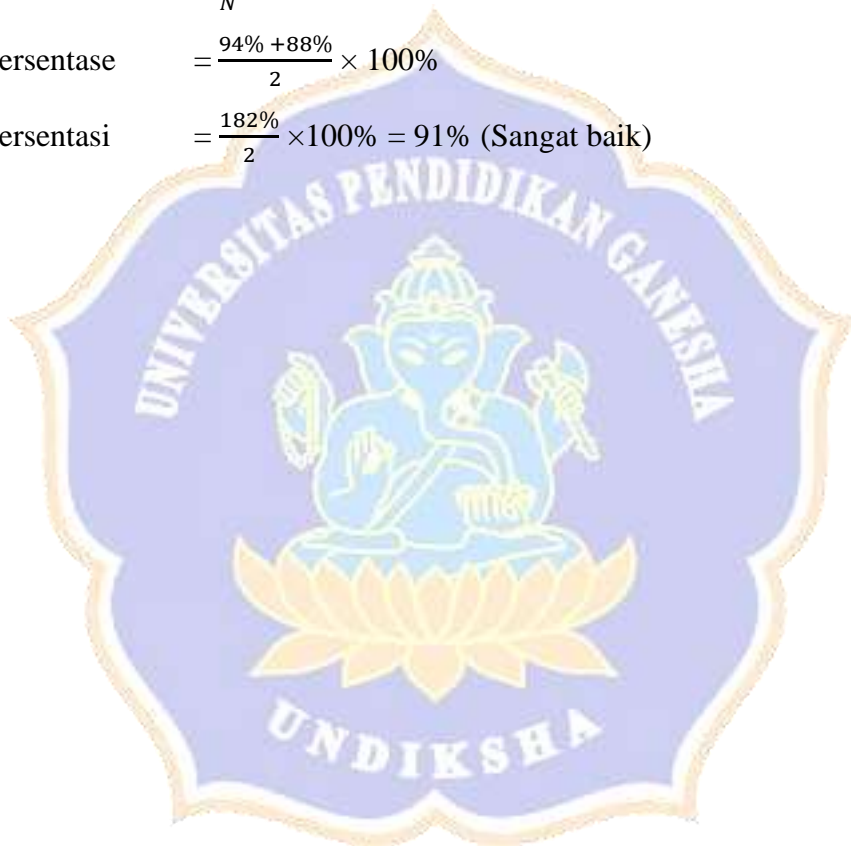 N
ersentase = 94% +88% / 2 × 100%
ersentasi = 182% / 2 ×100% = 91% (Sangat baik)
UNIVERSITAS PENDIDIKAN GANESHA
UNDIKSHA